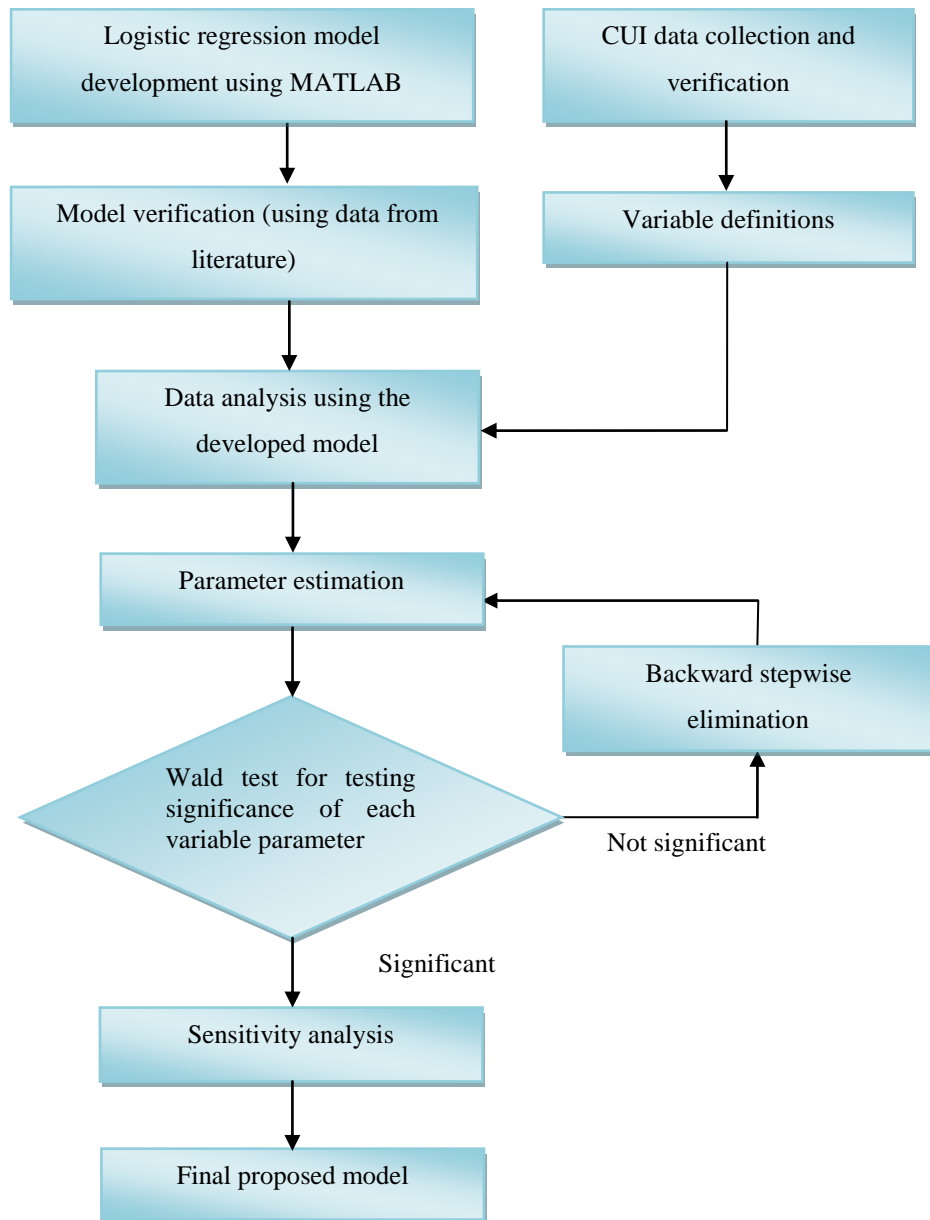 Logistic regression model
development using MATLAB
CUI data collection and
verification
Model verification (using data from
literature)
Variable definitions
Data analysis using the
developed model
Parameter estimation
Backward stepwise
elimination
Wald test for testing
significance of each
variable parameter
Not significant
Significant
Sensitivity analysis
Final proposed model